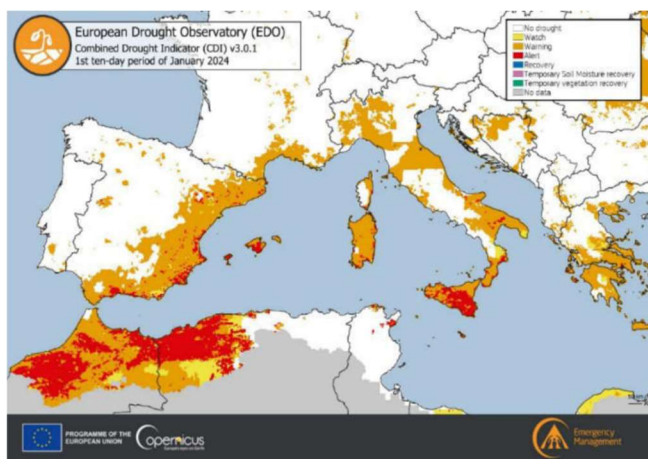 European Drought Observatory (EDO)
Combined Drought Indicator (CDI) v3.0.1
1st ten-day period of January 2024
No drought
Watch
Warning
Alert
Recovery
Temporary Soil Moisture recovery
Temporary vegetation recovery
No data
PROGRAMME OF THE
EUROPEAN UNION
Copernicus
Emergency
Management